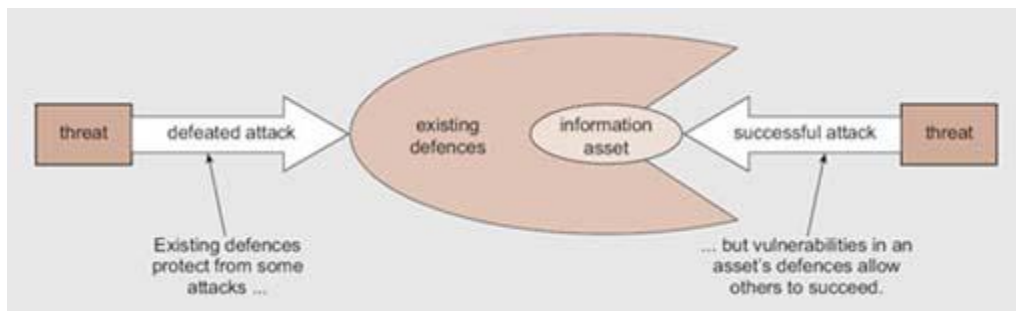 threat
defeated attack
existing
defences
information
asset
successful attack
threat
Existing defences
protect from some
attacks ...
... but vulnerabilities in an
asset's defences allow
others to succeed.